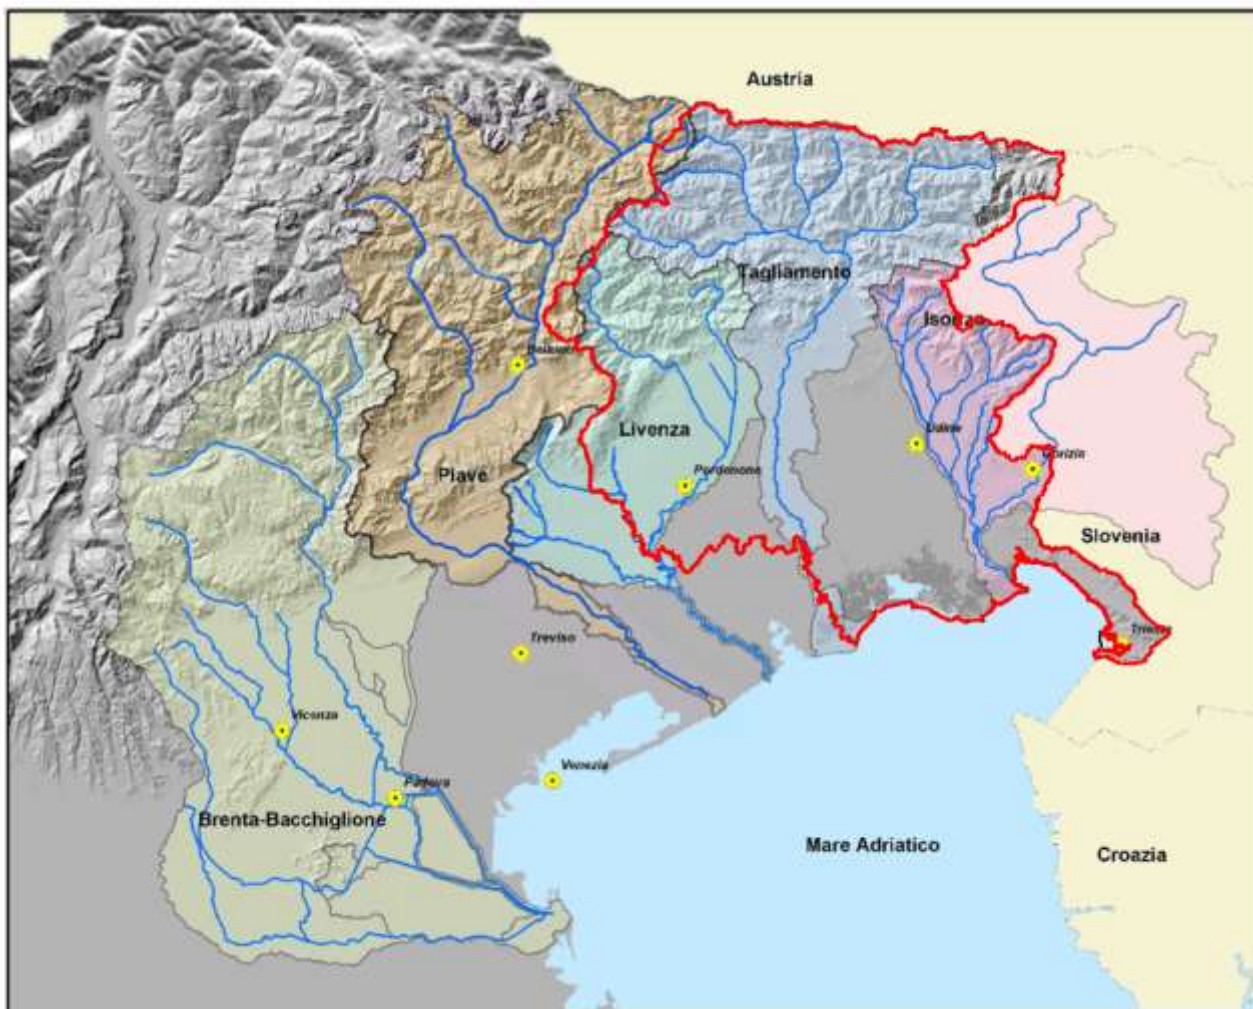 Austria
Tagliamento
Isonzo
Belluno
Livenza
Udine
Piave
Pordenone
Gorizia
Slovenia
Treviso
Trieste
Vicenza
Venezia
Padova
Brenta-Bacchiglione
Mare Adriatico
Croazia